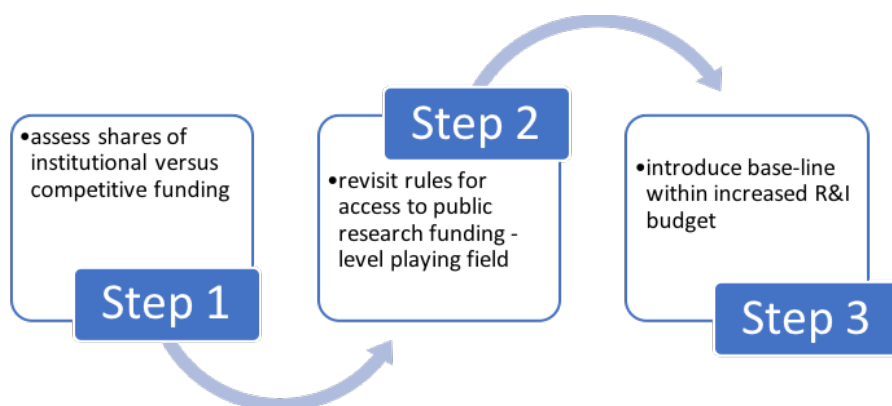 •assess shares of
institutional versus
competitive funding
Step 1
Step 2
•revisit rules for
access to public
research funding -
level playing field
•introduce base-line
within increased R&I
budget
Step 3